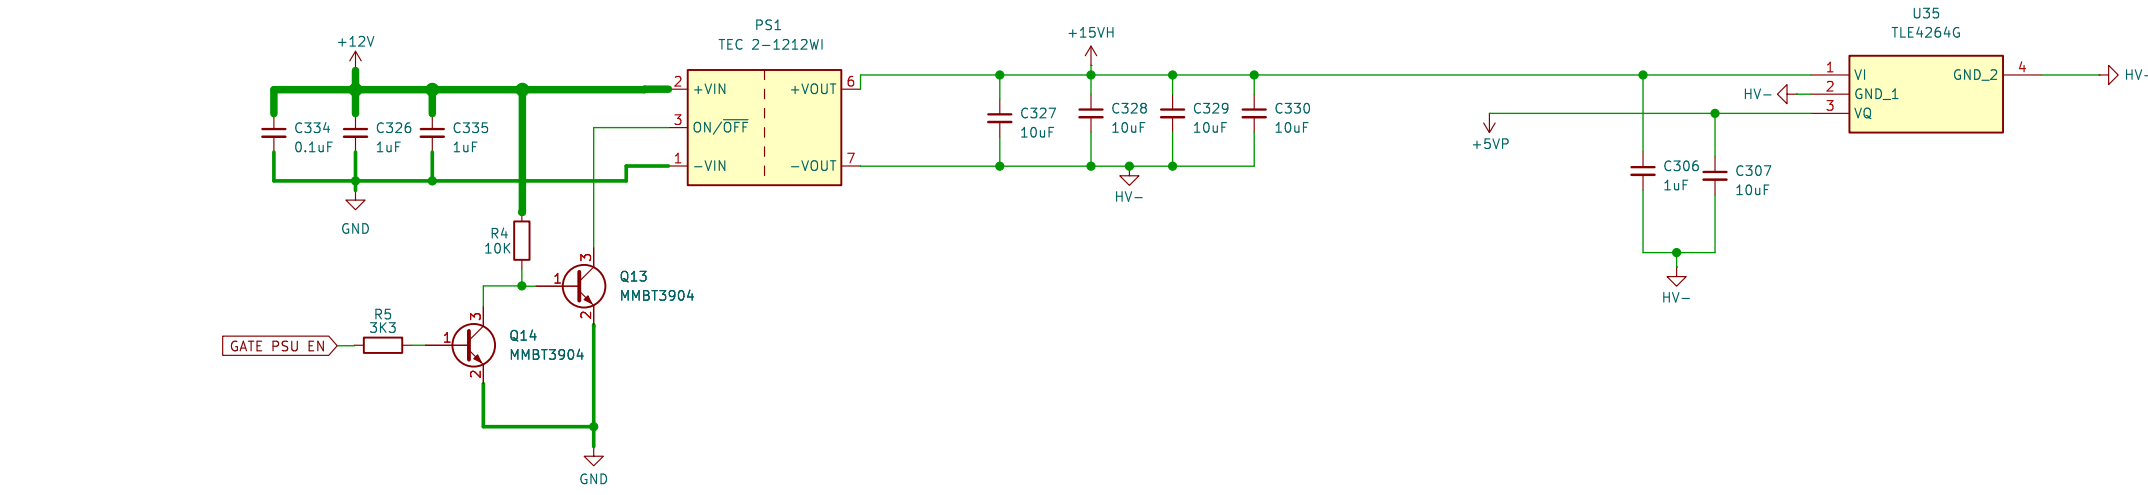 +12V
C334
0.1uF
C326
1uF
C335
1uF
GND
PS1
TEC 2-1212WI
2
+VIN
3
ON/OFF
1
-VIN
+VOUT
6
-VOUT
7
R4
10K
1
3
2
Q13
MMBT3904
GATE PSU EN
R5
3K3
1
3
2
Q14
MMBT3904
GND
+15VH
C327
10uF
C328
10uF
C329
10uF
C330
10uF
HV-
+5VP
C306
1uF
C307
10uF
HV-
U35
TLE4264G
1
VI
HV-
2
GND_1
3
VQ
GND_2
4
HV-